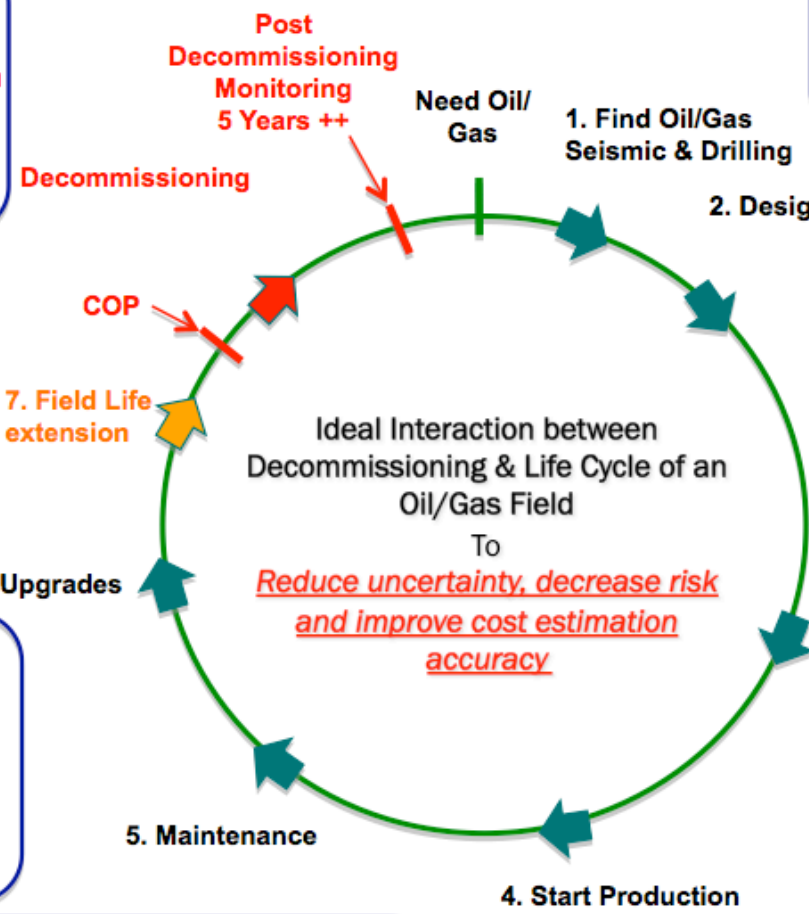 Post
Decommissioning
Monitoring
5 Years ++
Need Oil/
Gas
1. Find Oil/Gas
Seismic & Drilling
2. Desig
Decommissioning
COP
7. Field Life
extension
Ideal Interaction between
Decommissioning & Life Cycle of an
Oil/Gas Field
To
Reduce uncertainty, decrease risk
and improve cost estimation
accuracy
Upgrades
5. Maintenance
4. Start Production